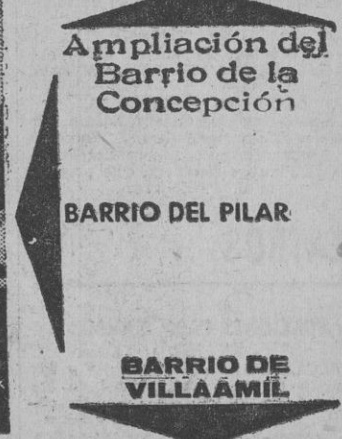 Ampliación del
Barrio de la
Concepción
BARRIO DEL PILAR
BARRIO DE
VILLAAMIL